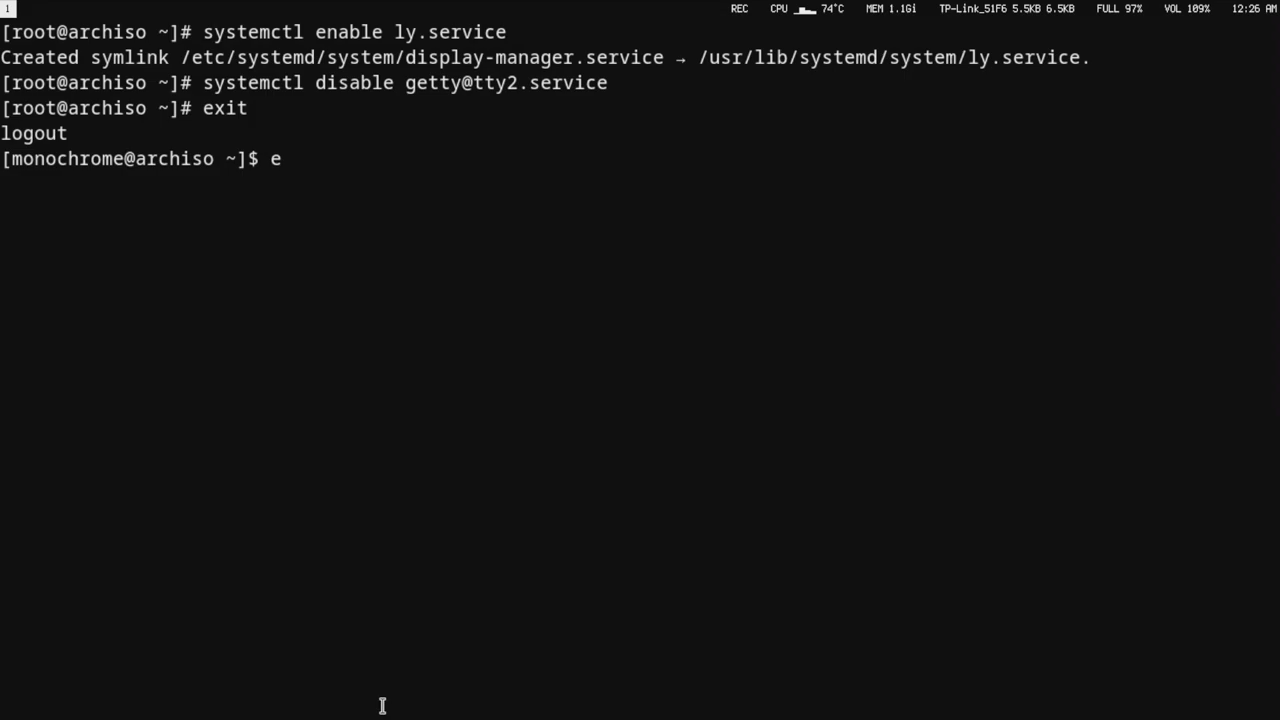 1 REC CPU 74°C MEM 1.1Gi TP-Link_51F6 5.5KB 6.5KB FULL 97% VOL 109% 12:26 AM
[root@archiso ~]# systemctl enable ly.service
Created symlink /etc/systemd/system/display-manager.service → /usr/lib/systemd/system/ly.service.
[root@archiso ~]# systemctl disable getty@tty2.service
[root@archiso ~]# exit
logout
[monochrome@archiso ~]$ e